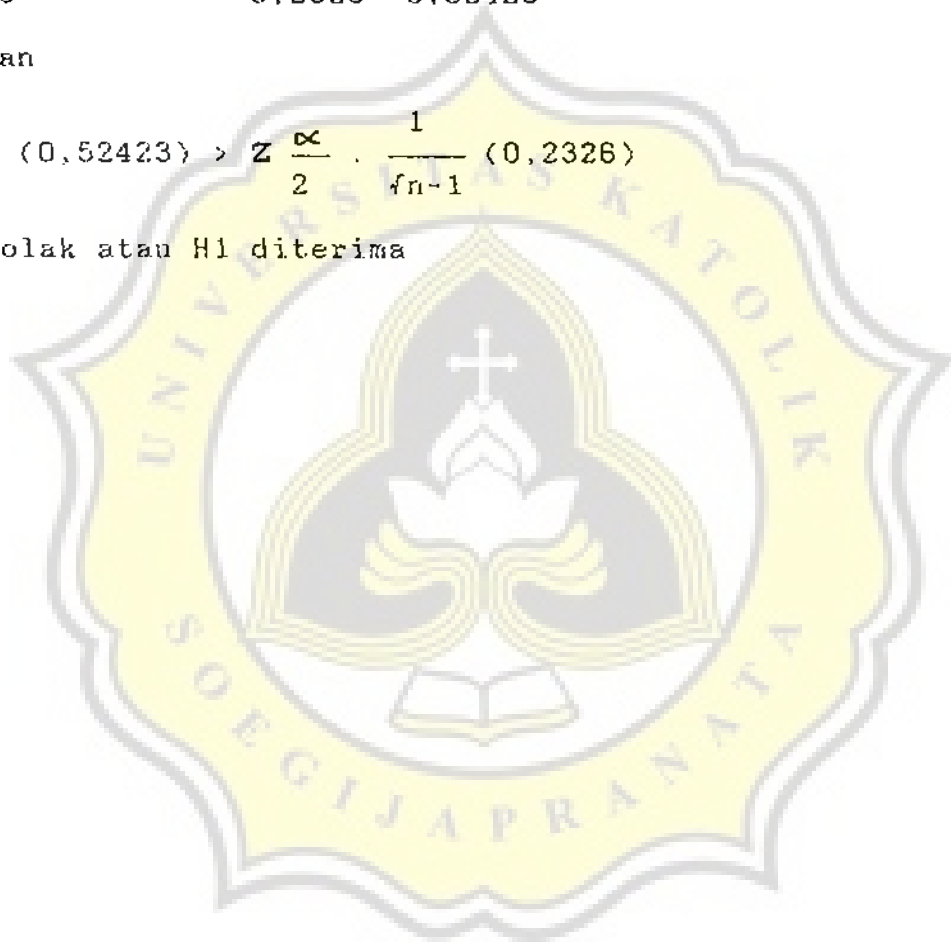 an
(0,52423) > Z ∝/2 . 1/√n-1 (0,2326)
olak atau H1 diterima
UNIVERSITAS KATOLIK
SOEGIJAPRANATA